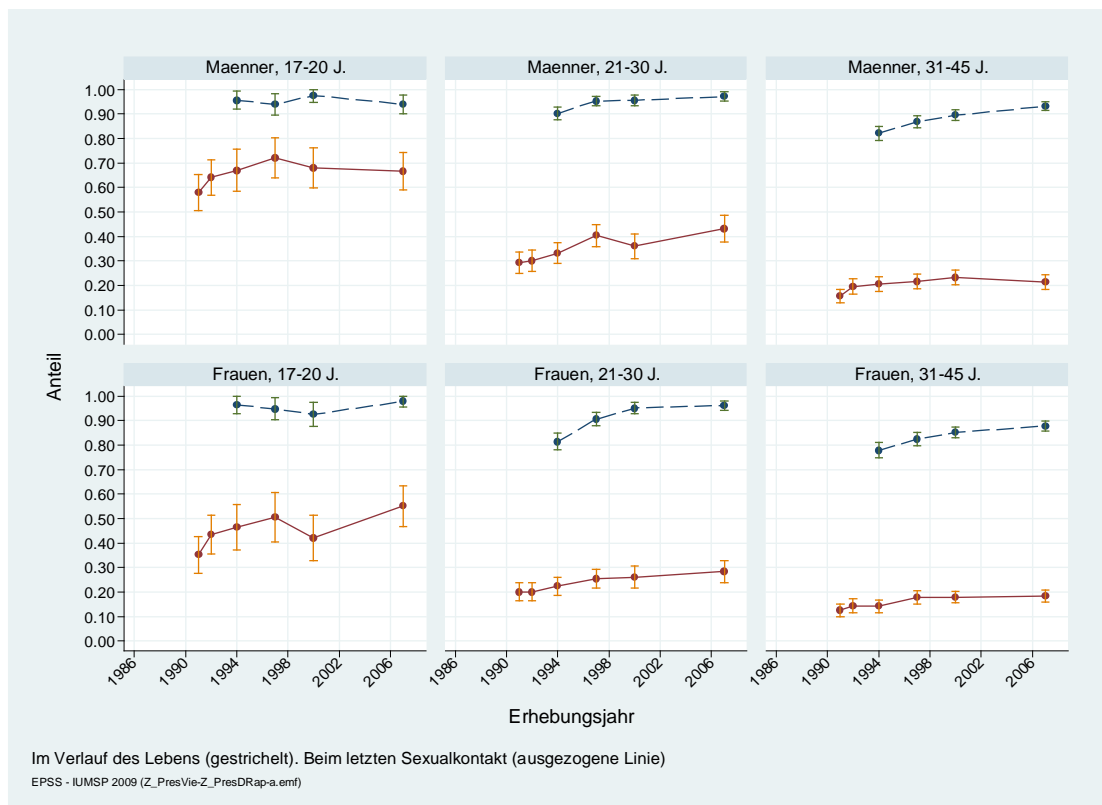 Maenner, 17-20 J.
Maenner, 21-30 J.
Maenner, 31-45 J.
1.00
0.90
0.80
0.70
0.60
0.50
0.40
0.30
0.20
0.10
0.00
Anteil
Frauen, 17-20 J.
Frauen, 21-30 J.
Frauen, 31-45 J.
1.00
0.90
0.80
0.70
0.60
0.50
0.40
0.30
0.20
0.10
0.00
1986 1990 1994 1998 2002 2006
1986 1990 1994 1998 2002 2006
1986 1990 1994 1998 2002 2006
Erhebungsjahr
Im Verlauf des Lebens (gestrichelt). Beim letzten Sexualkontakt (ausgezogene Linie)
EPSS - IUMSP 2009 (Z_PresVie-Z_PresDRap-a.emf)